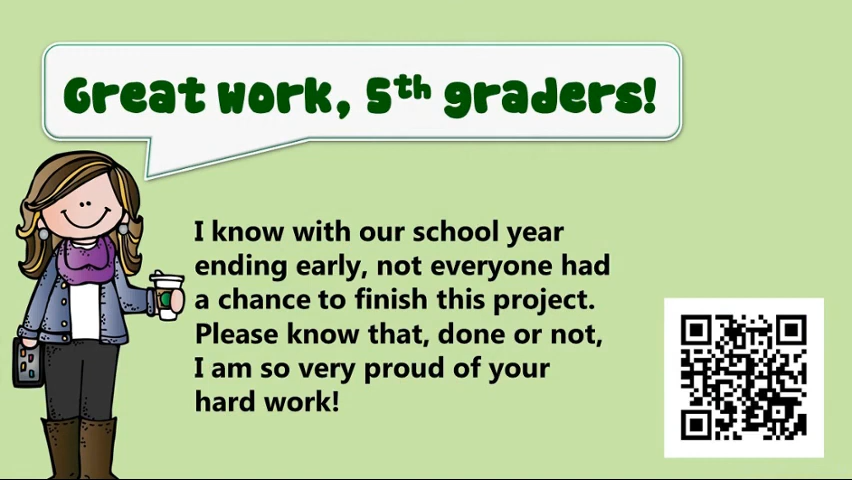 Great work, 5th graders!
I know with our school year
ending early, not everyone had
a chance to finish this project.
Please know that, done or not,
I am so very proud of your
hard work!